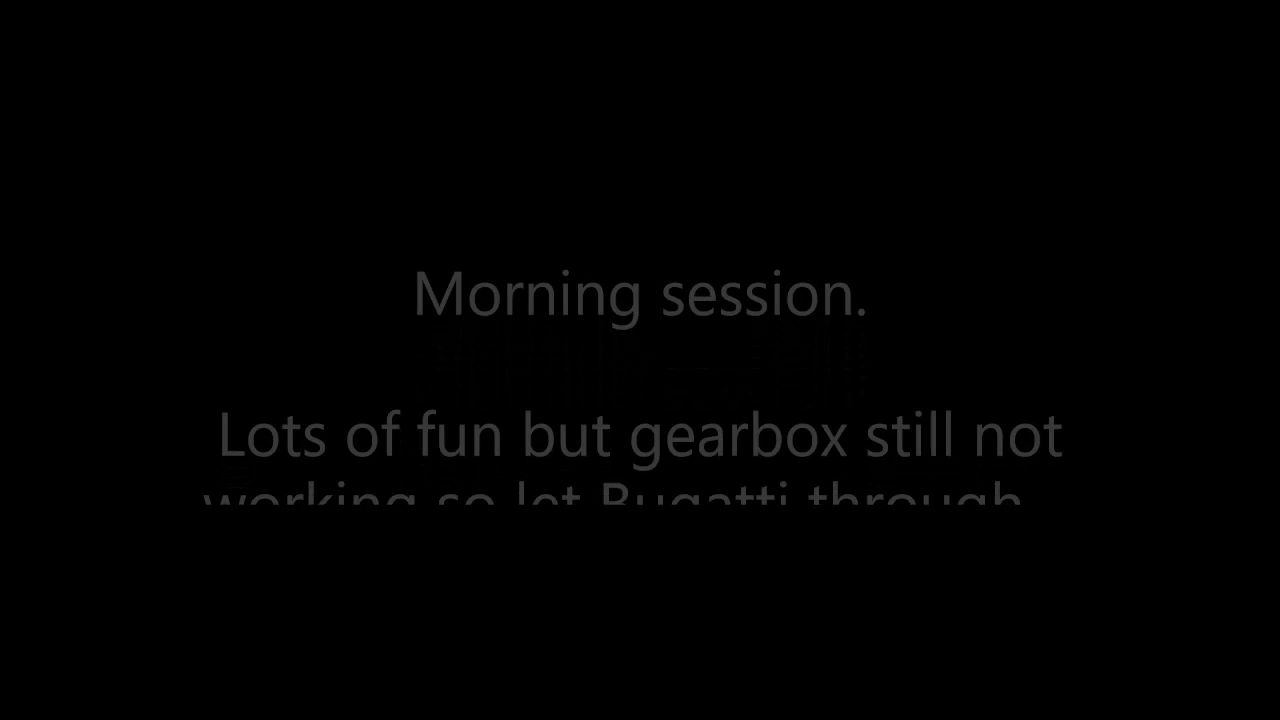 Morning session.
Lots of fun but gearbox still not
working so let Bugatti through